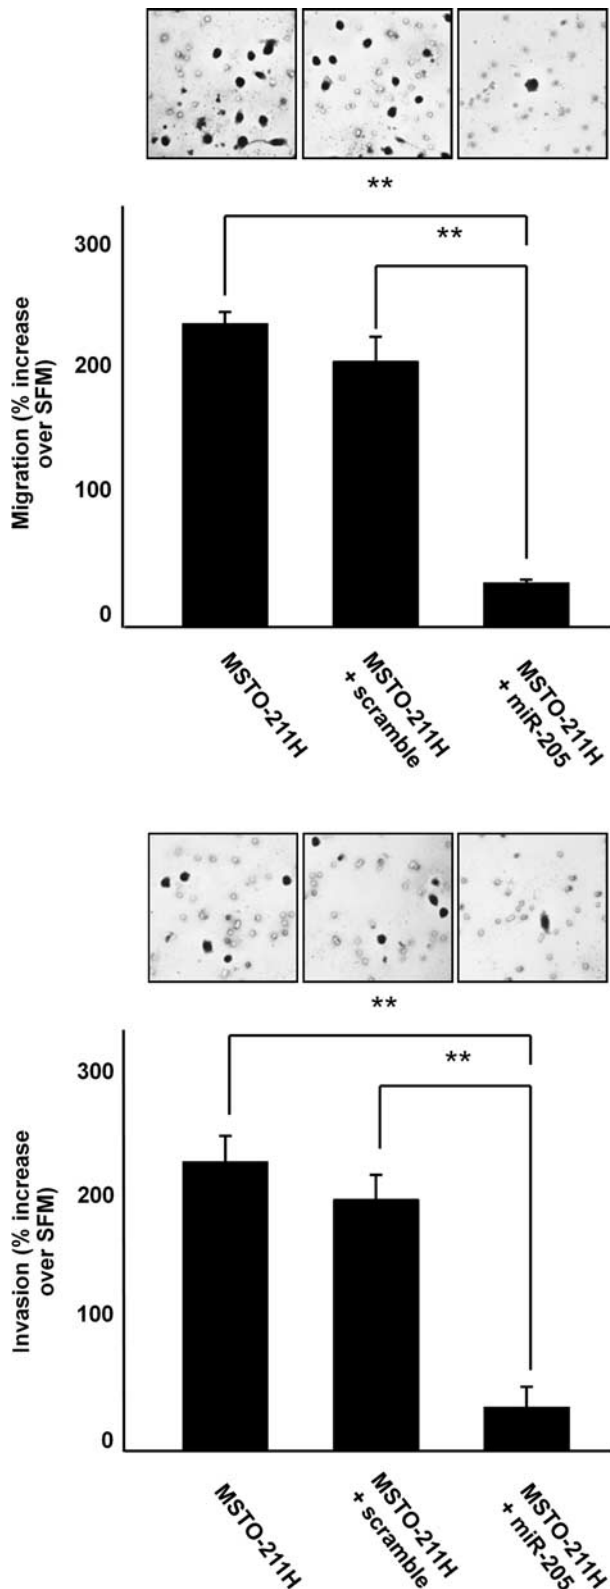 **
**
300
200
100
0
Migration (% increase
over SFM)
MSTO-211H
MSTO-211H
+ scramble
MSTO-211H
+ miR-205
**
**
300
200
100
0
Invasion (% increase
over SFM)
MSTO-211H
MSTO-211H
+ scramble
MSTO-211H
+ miR-205